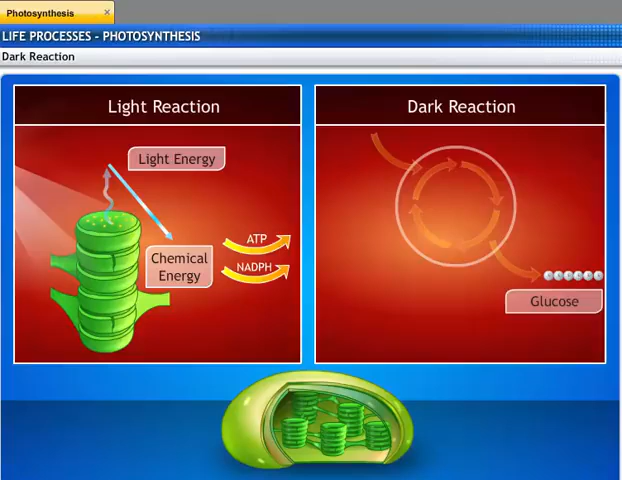 Photosynthesis
LIFE PROCESSES - PHOTOSYNTHESIS
Dark Reaction
Light Reaction
Light Energy
Chemical
Energy
ATP
NADPH
Dark Reaction
Glucose